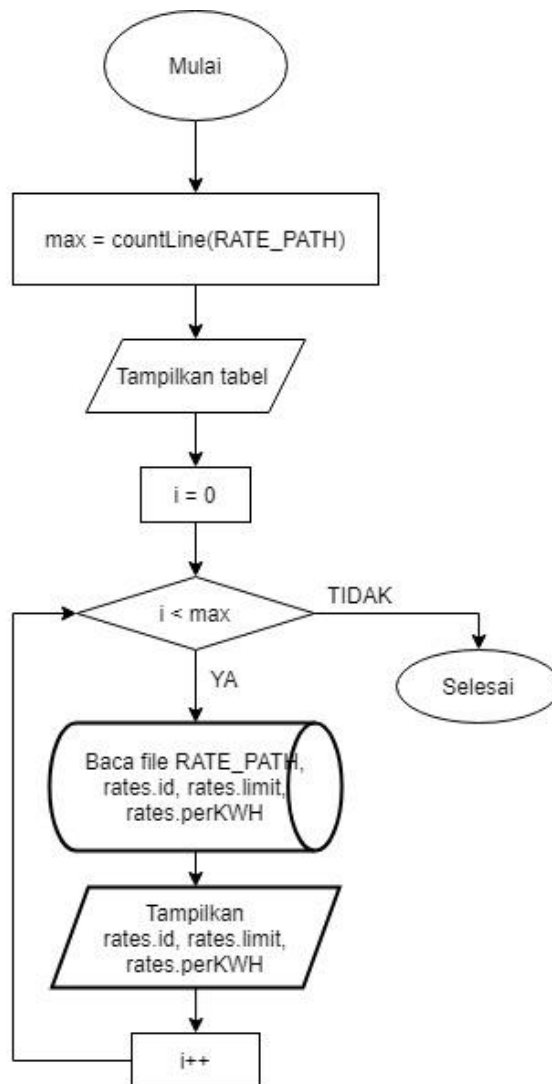 Mulai
max = countLine(RATE_PATH)
Tampilkan tabel
i = 0
i < max
TIDAK
Selesai
YA
Baca file RATE_PATH,
rates.id, rates.limit,
rates.perKWH
Tampilkan
rates.id, rates.limit,
rates.perKWH
i++